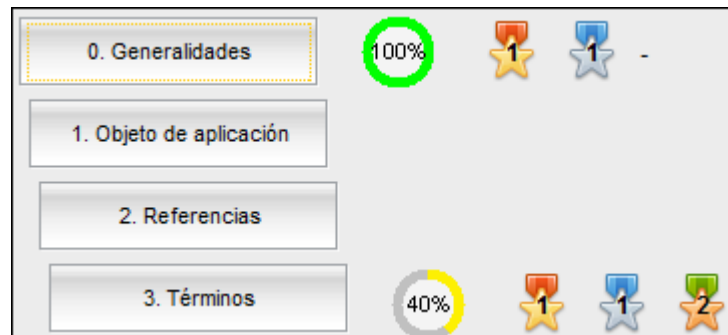 0. Generalidades 100% 1 1 -
1. Objeto de aplicación
2. Referencias
3. Términos 40% 1 1 2